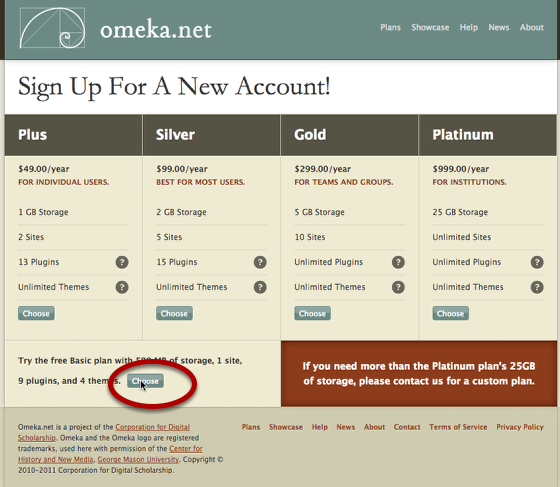 omeka.net
Plans Showcase Help News About
Sign Up For A New Account!
Plus
$49.00/year
FOR INDIVIDUAL USERS.
1 GB Storage
2 Sites
13 Plugins ?
Unlimited Themes ?
Choose
Silver
$99.00/year
BEST FOR MOST USERS.
2 GB Storage
5 Sites
15 Plugins ?
Unlimited Themes ?
Choose
Gold
$299.00/year
FOR TEAMS AND GROUPS.
5 GB Storage
10 Sites
Unlimited Plugins ?
Unlimited Themes ?
Choose
Platinum
$999.00/year
FOR INSTITUTIONS.
25 GB Storage
Unlimited Sites
Unlimited Plugins ?
Unlimited Themes ?
Choose
Try the free Basic plan with 500 MB of storage, 1 site,
9 plugins, and 4 themes. Choose
If you need more than the Platinum plan's 25GB
of storage, please contact us for a custom plan.
Omeka.net is a project of the Corporation for Digital
Scholarship. Omeka and the Omeka logo are registered
trademarks, used here with permission of the Center for
History and New Media, George Mason University. Copyright ©
2010–2011 Corporation for Digital Scholarship.
Plans Showcase Help News About Contact Terms of Service Privacy Policy